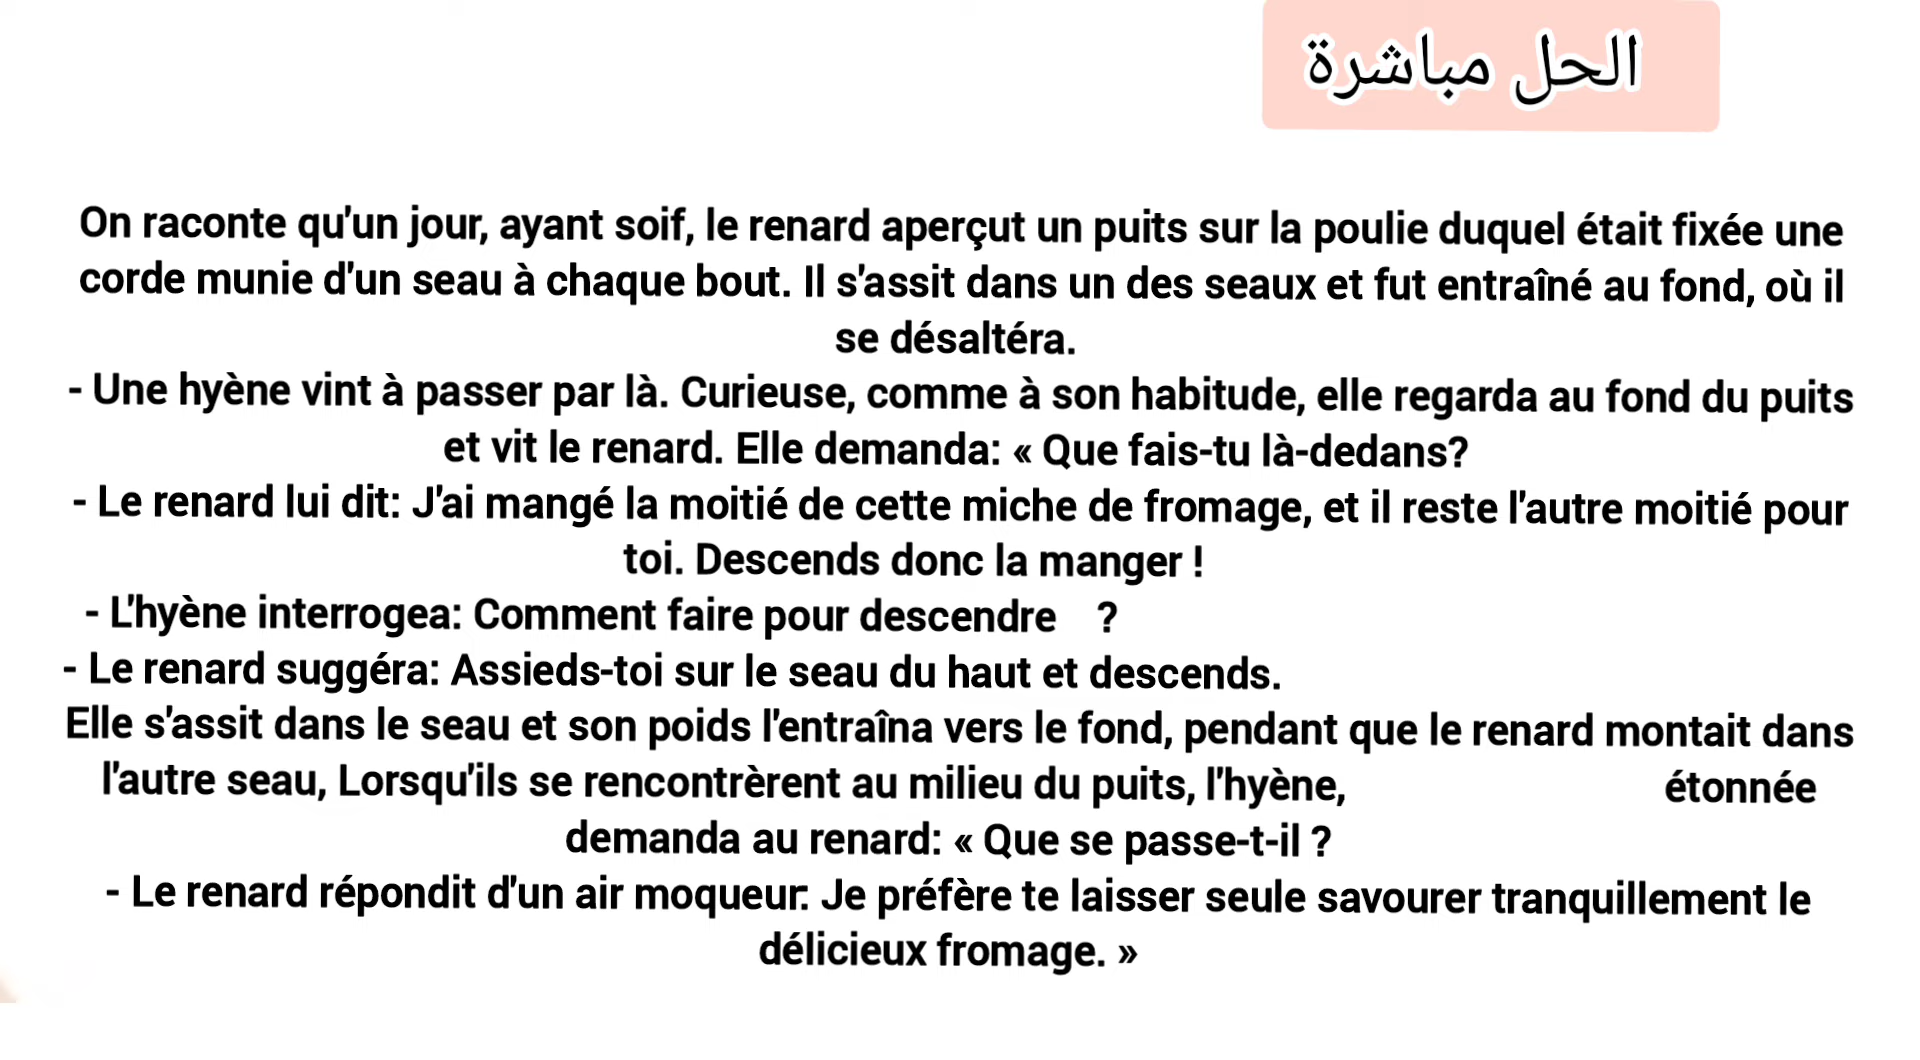 الحل مباشرة
On raconte qu'un jour, ayant soif, le renard aperçut un puits sur la poulie duquel était fixée une
corde munie d'un seau à chaque bout. Il s'assit dans un des seaux et fut entraîné au fond, où il
se désaltéra.
- Une hyène vint à passer par là. Curieuse, comme à son habitude, elle regarda au fond du puits
et vit le renard. Elle demanda: « Que fais-tu là-dedans?
- Le renard lui dit: J'ai mangé la moitié de cette miche de fromage, et il reste l'autre moitié pour
toi. Descends donc la manger !
- L'hyène interrogea: Comment faire pour descendre ?
- Le renard suggéra: Assieds-toi sur le seau du haut et descends.
Elle s'assit dans le seau et son poids l'entraîna vers le fond, pendant que le renard montait dans
l'autre seau, Lorsqu'ils se rencontrèrent au milieu du puits, l'hyène, étonnée
demanda au renard: « Que se passe-t-il ?
- Le renard répondit d'un air moqueur: Je préfère te laisser seule savourer tranquillement le
délicieux fromage. »